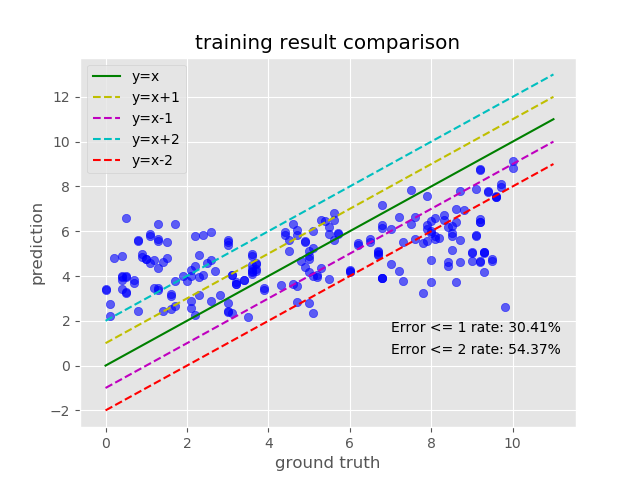 training result comparison
y=x
y=x+1
y=x-1
y=x+2
y=x-2
12
10
8
6
4
2
0
−2
prediction
Error <= 1 rate: 30.41%
Error <= 2 rate: 54.37%
0 2 4 6 8 10
ground truth